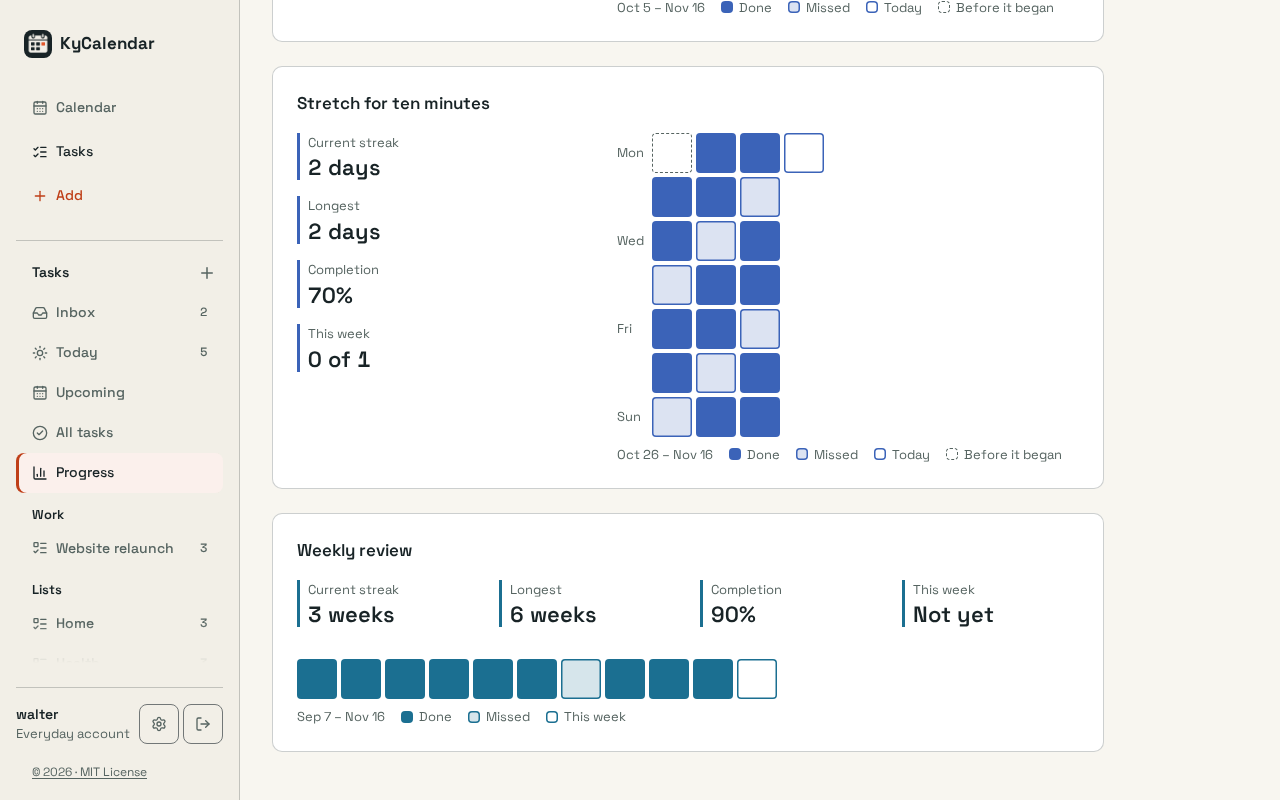 KyCalendar
Calendar
Tasks
Add
Tasks
Inbox 2
Today 5
Upcoming
All tasks
Progress
Work
Website relaunch 3
Lists
Home 3
walter
Everyday account
© 2026 · MIT License
Oct 5 – Nov 16 Done Missed Today Before it began
Stretch for ten minutes
Current streak
2 days
Longest
2 days
Completion
70%
This week
0 of 1
Mon
Wed
Fri
Sun
Oct 26 – Nov 16 Done Missed Today Before it began
Weekly review
Current streak Longest Completion This week
3 weeks 6 weeks 90% Not yet
Sep 7 – Nov 16 Done Missed This week